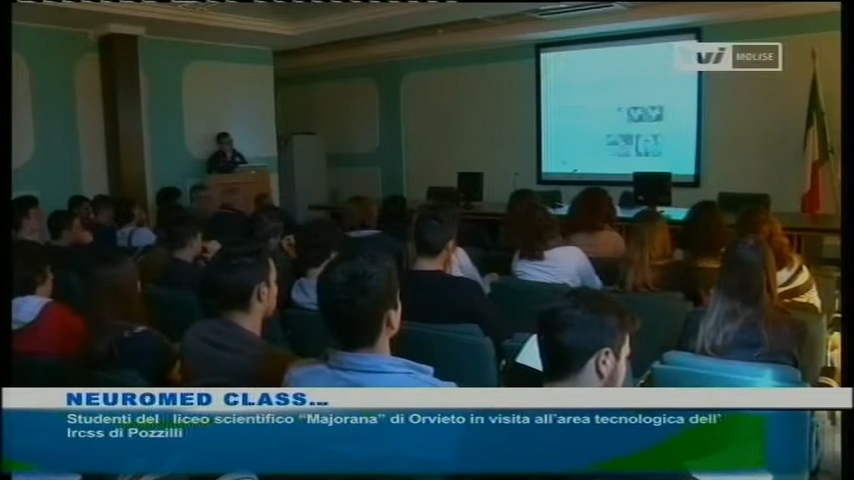 vi MOLISE
NEUROMED CLASS...
Studenti del liceo scientifico "Majorana" di Orvieto in visita all'area tecnologica dell'
Ircss di Pozzilli